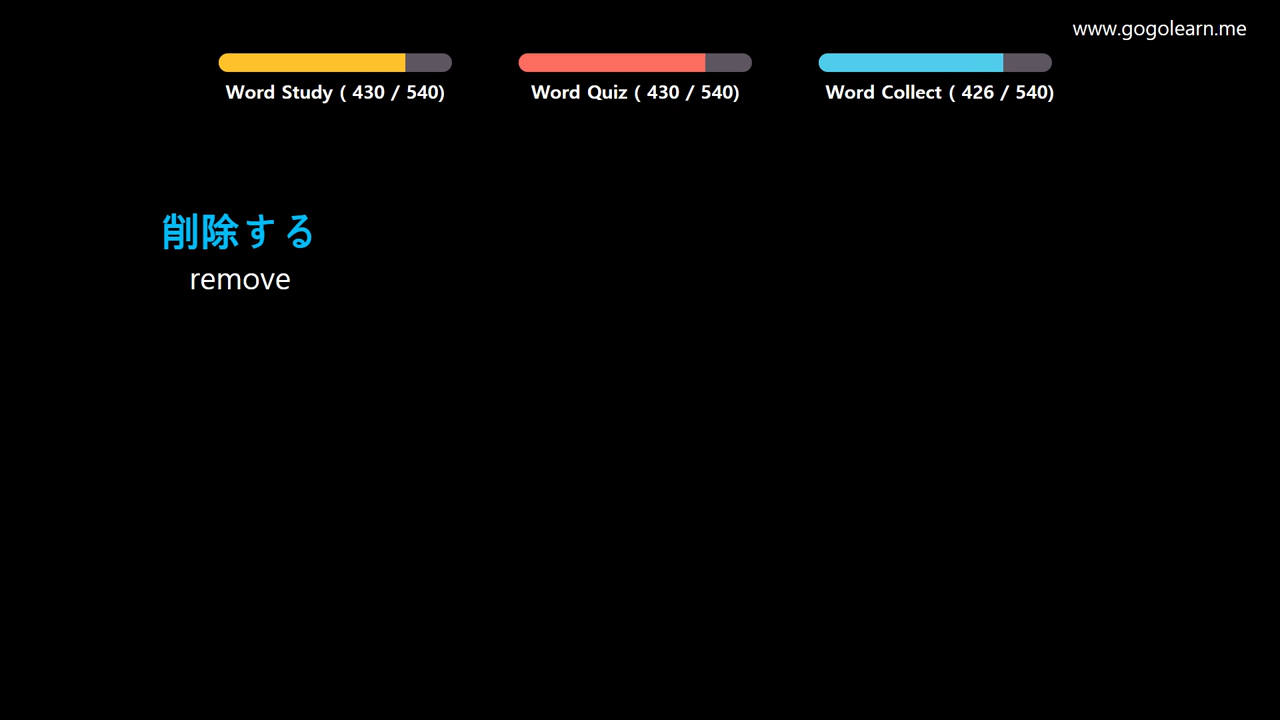 www.gogolearn.me
Word Study ( 430 / 540)
Word Quiz ( 430 / 540)
Word Collect ( 426 / 540)
削除する
remove